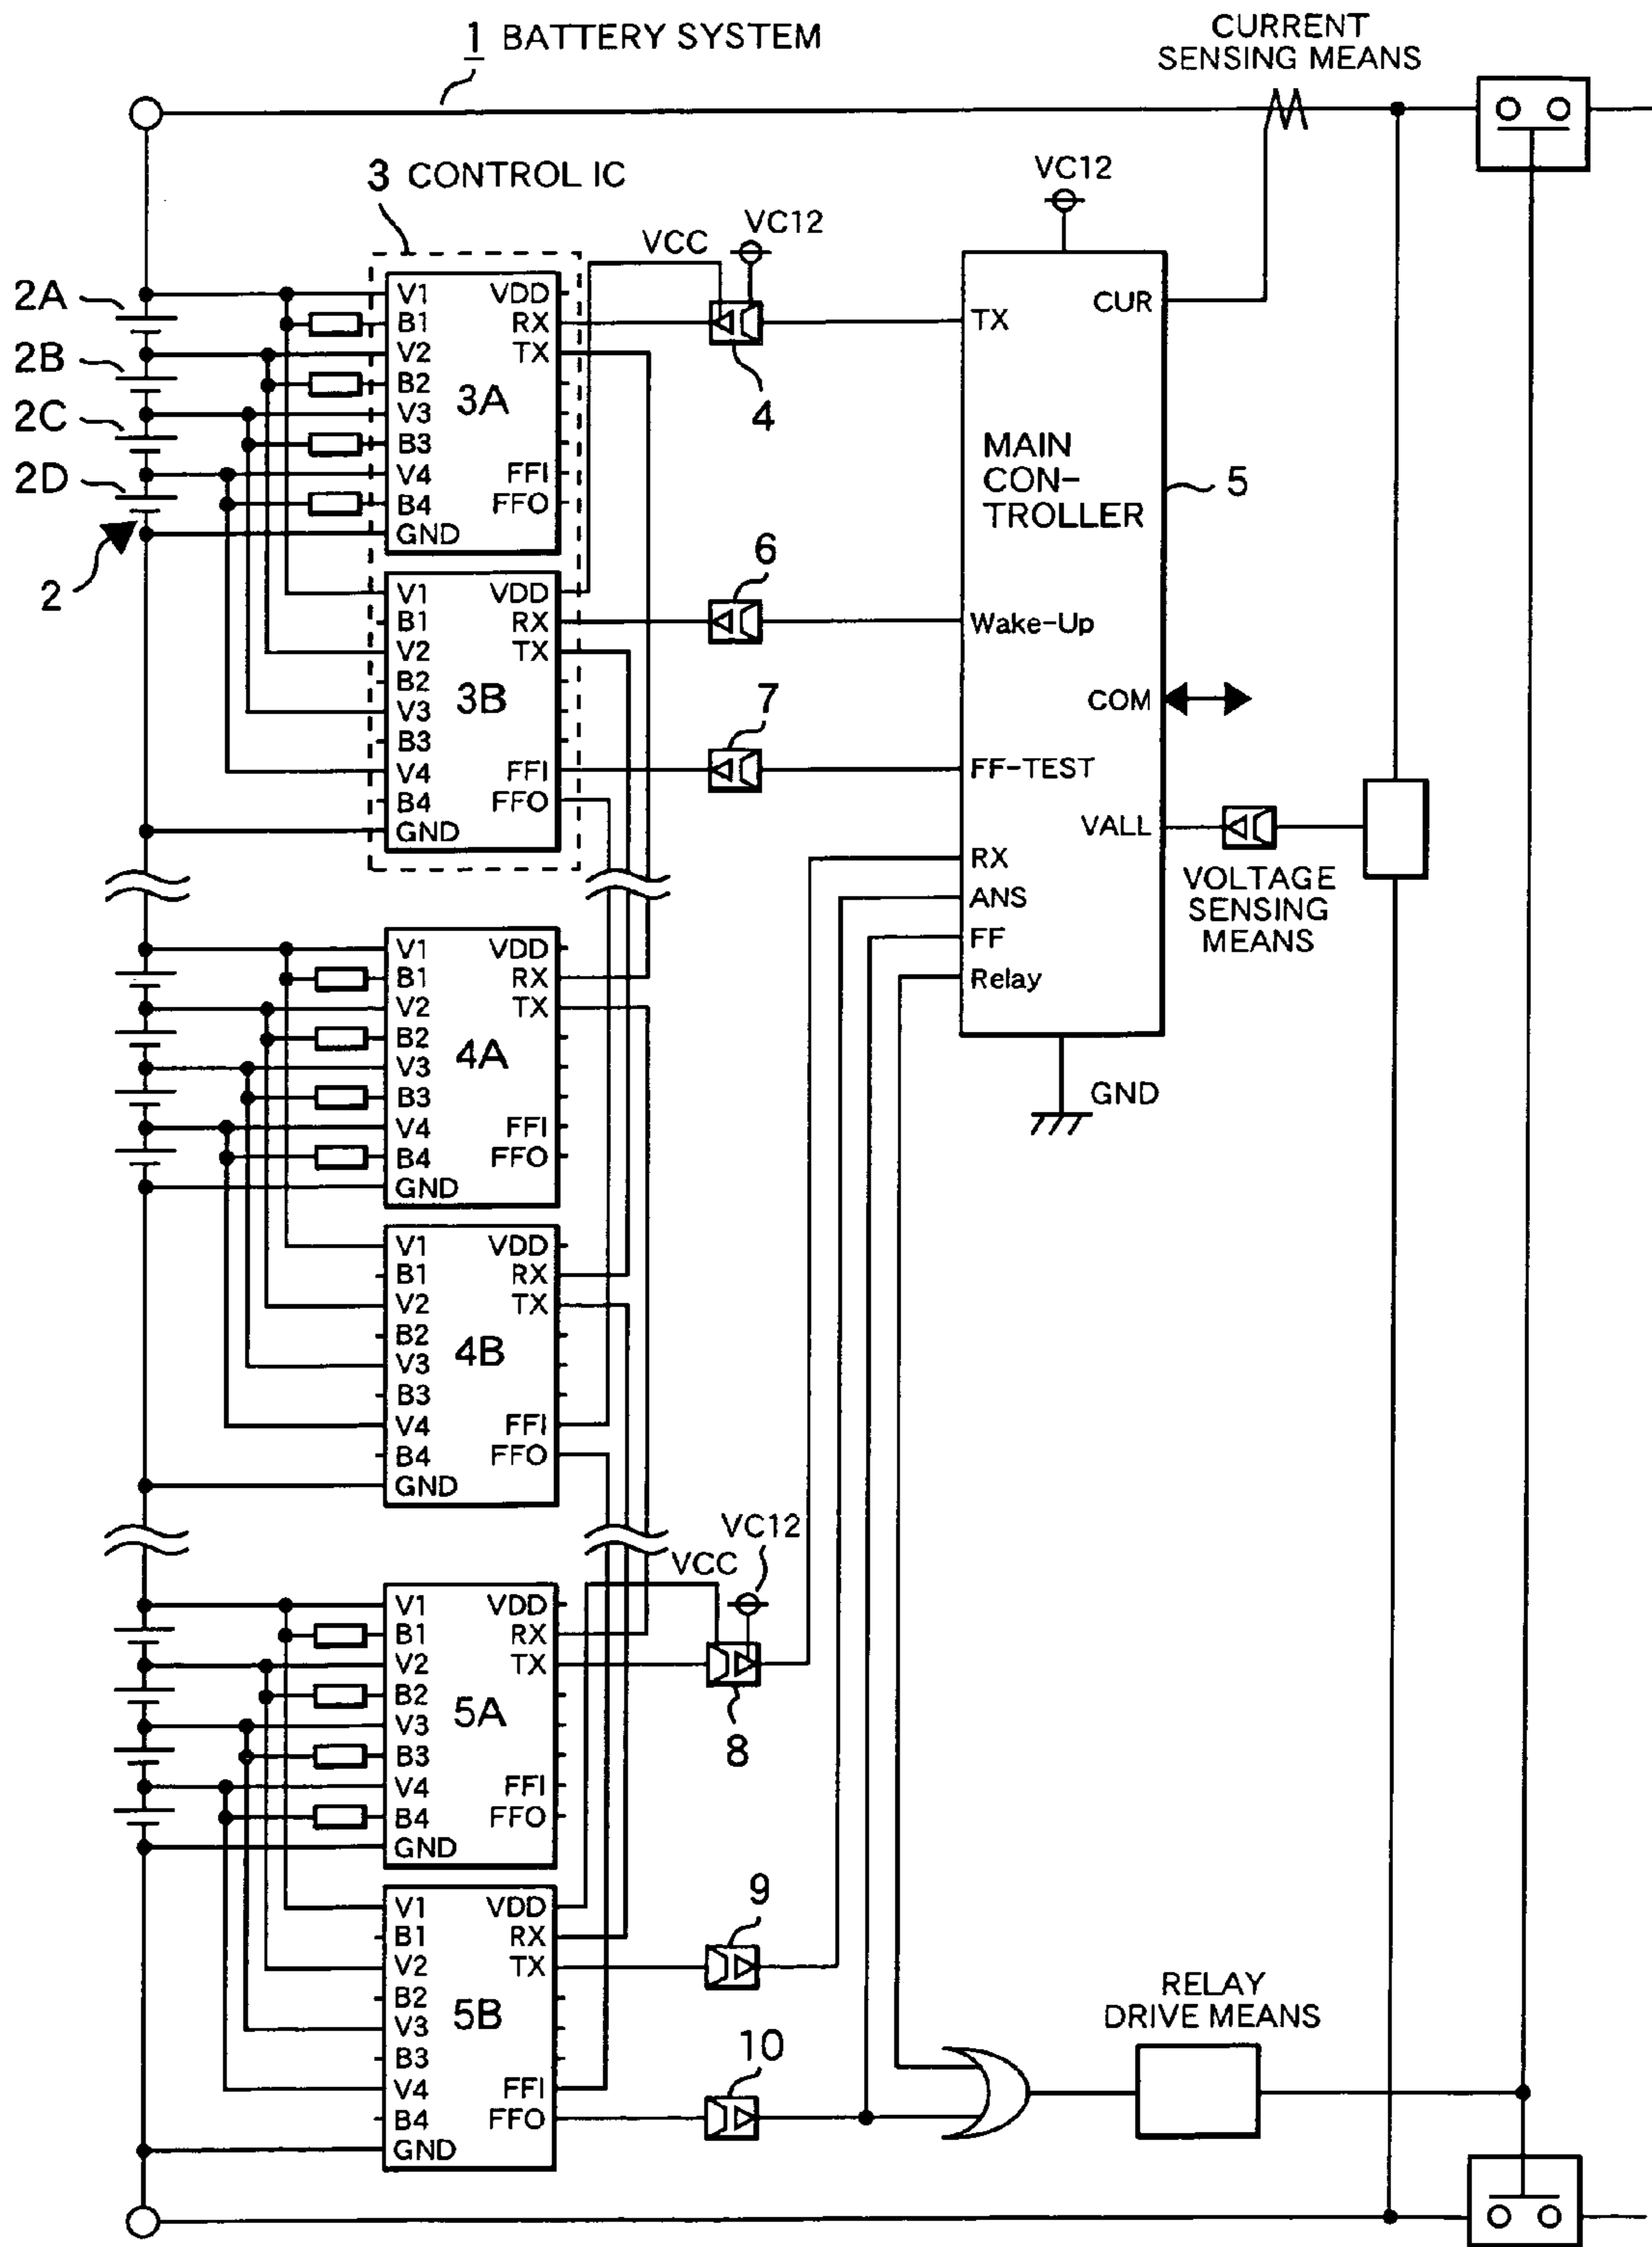 1 BATTERY SYSTEM
CURRENT
SENSING MEANS
3 CONTROL IC
VC12
VCC
VC12
2A
2B
2C
2D
2
V1
B1
V2
B2
V3
B3
V4
B4
GND
3A
VDD
RX
TX
FFI
FFO
4
TX
CUR
MAIN
CON-
TROLLER
5
V1
B1
V2
B2
V3
B3
V4
B4
GND
3B
VDD
RX
TX
FFI
FFO
6
7
Wake-Up
COM
FF-TEST
VALL
RX
ANS
FF
Relay
VOLTAGE
SENSING
MEANS
GND
V1
B1
V2
B2
V3
B3
V4
B4
GND
4A
VDD
RX
TX
FFI
FFO
V1
B1
V2
B2
V3
B3
V4
B4
GND
4B
VDD
RX
TX
FFI
FFO
VC12
VCC
V1
B1
V2
B2
V3
B3
V4
B4
GND
5A
VDD
RX
TX
FFI
FFO
8
V1
B1
V2
B2
V3
B3
V4
B4
GND
5B
VDD
RX
TX
FFI
FFO
9
10
RELAY
DRIVE MEANS